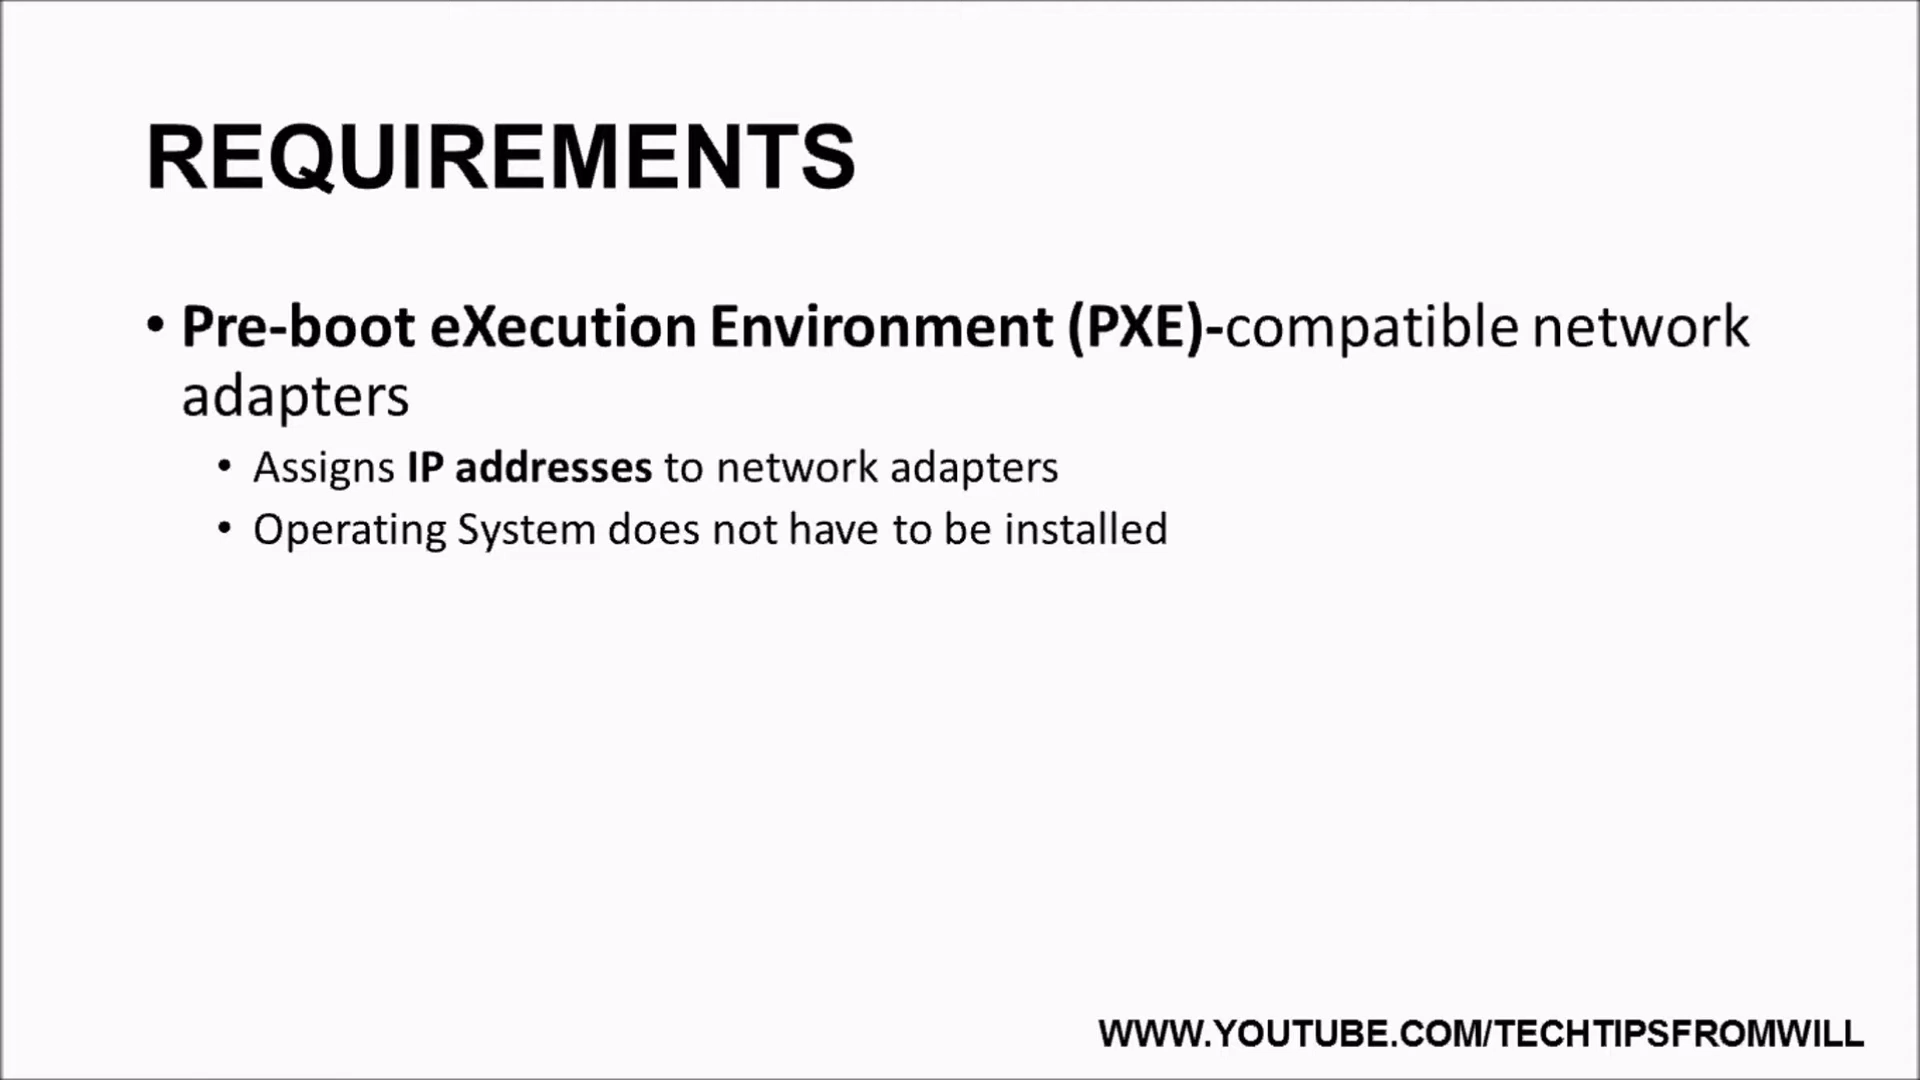 REQUIREMENTS
• Pre-boot eXecution Environment (PXE)-compatible network
adapters
• Assigns IP addresses to network adapters
• Operating System does not have to be installed
WWW.YOUTUBE.COM/TECHTIPSFROMWILL